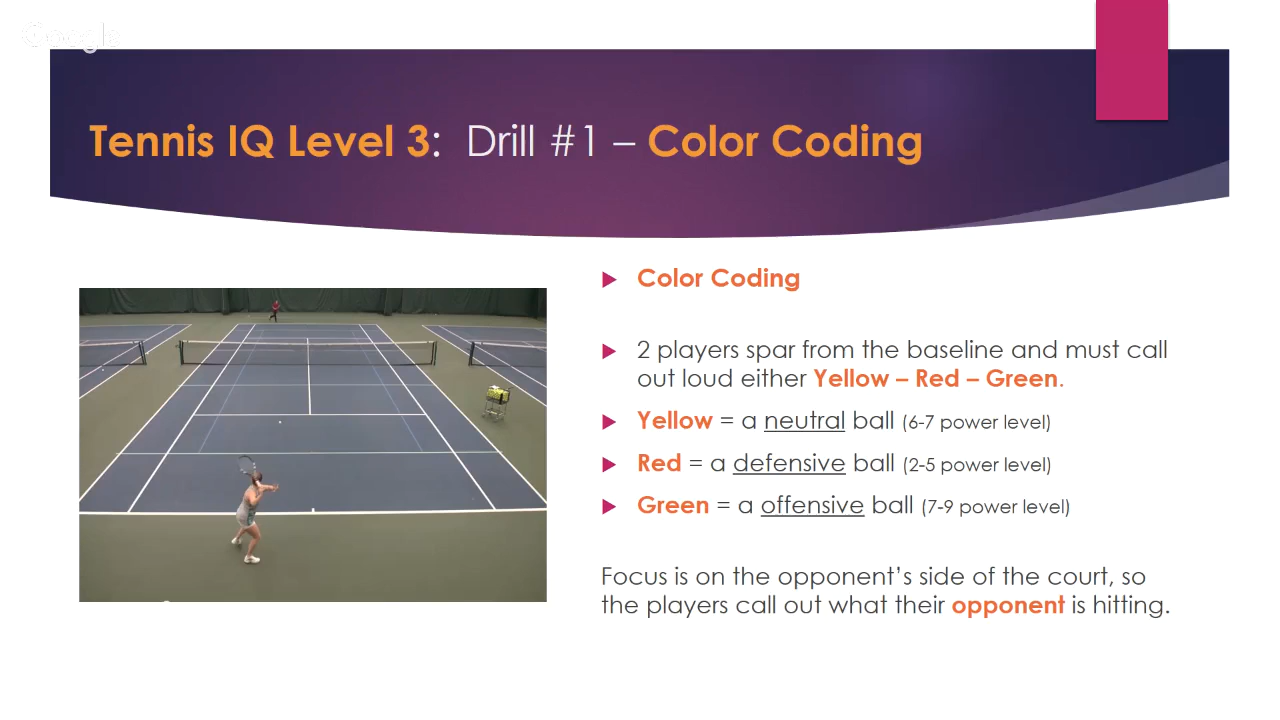 Google
Tennis IQ Level 3: Drill #1 – Color Coding
Color Coding
2 players spar from the baseline and must call
out loud either Yellow – Red – Green.
Yellow = a neutral ball (6-7 power level)
Red = a defensive ball (2-5 power level)
Green = a offensive ball (7-9 power level)
Focus is on the opponent’s side of the court, so
the players call out what their opponent is hitting.